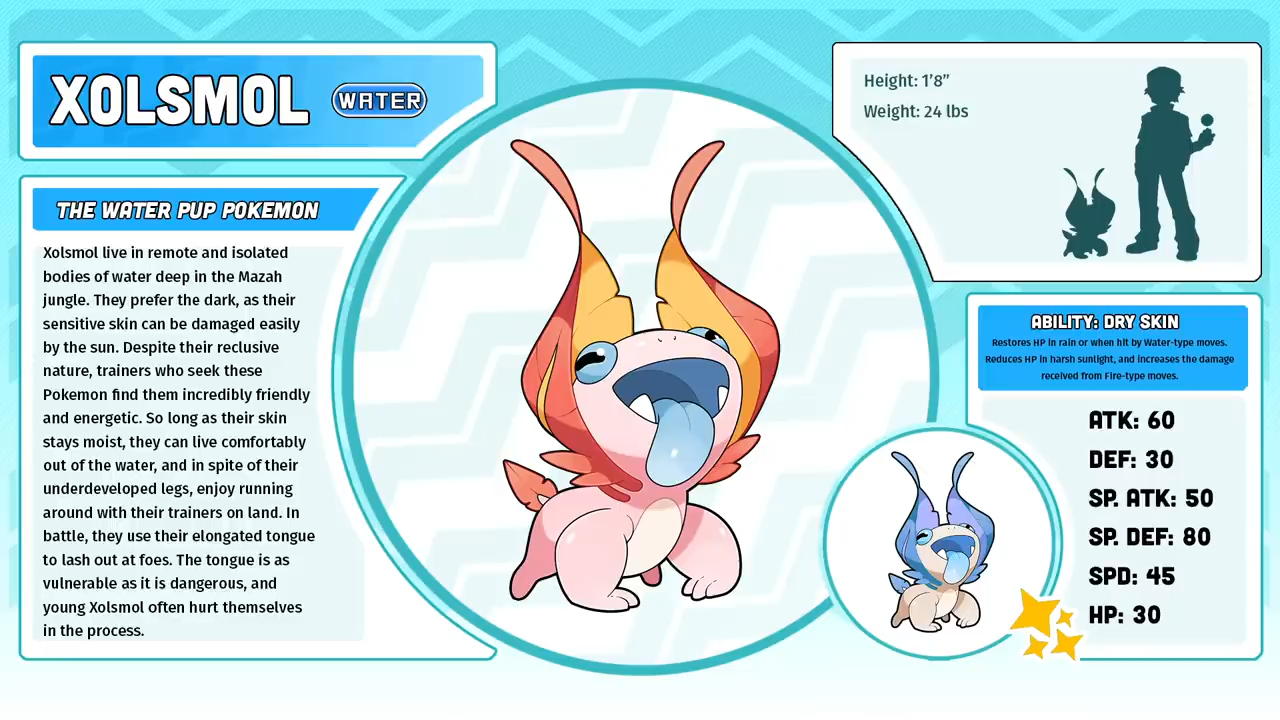 XOLSMOL
WATER
THE WATER PUP POKEMON
Xolsmol live in remote and isolated
bodies of water deep in the Mazah
jungle. They prefer the dark, as their
sensitive skin can be damaged easily
by the sun. Despite their reclusive
nature, trainers who seek these
Pokemon find them incredibly friendly
and energetic. So long as their skin
stays moist, they can live comfortably
out of the water, and in spite of their
underdeveloped legs, enjoy running
around with their trainers on land. In
battle, they use their elongated tongue
to lash out at foes. The tongue is as
vulnerable as it is dangerous, and
young Xolsmol often hurt themselves
in the process.
Height: 1’8”
Weight: 24 lbs
ABILITY: DRY SKIN
Restores HP in rain or when hit by Water-type moves.
Reduces HP in harsh sunlight, and increases the damage
received from Fire-type moves.
ATK: 60
DEF: 30
SP. ATK: 50
SP. DEF: 80
SPD: 45
HP: 30